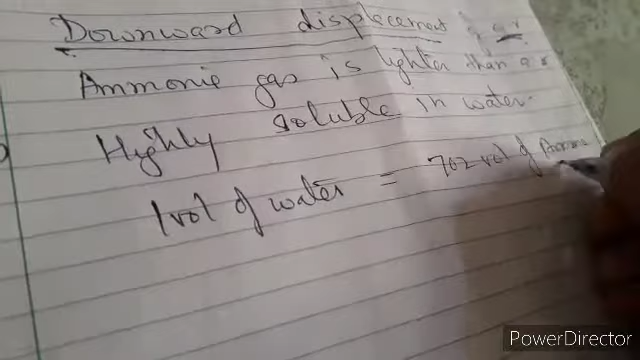 Downward displacement of air
Ammonia gas is lighter than air
Highly soluble in water.
1 vol of water = 702 vol of Ammonia
PowerDirector